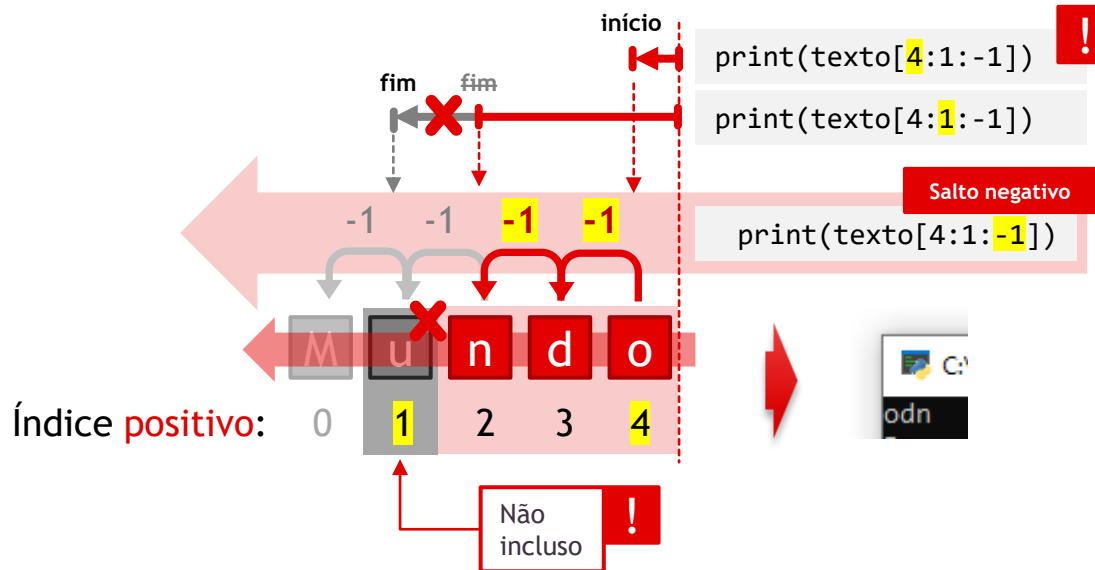 início
!
print(texto[4:1:-1])
fim
fim
print(texto[4:1:-1])
Salto negativo
-1 -1 -1 -1
print(texto[4:1:-1])
M u n d o
C:\
odn
Índice positivo: 0 1 2 3 4
Não
incluso
!